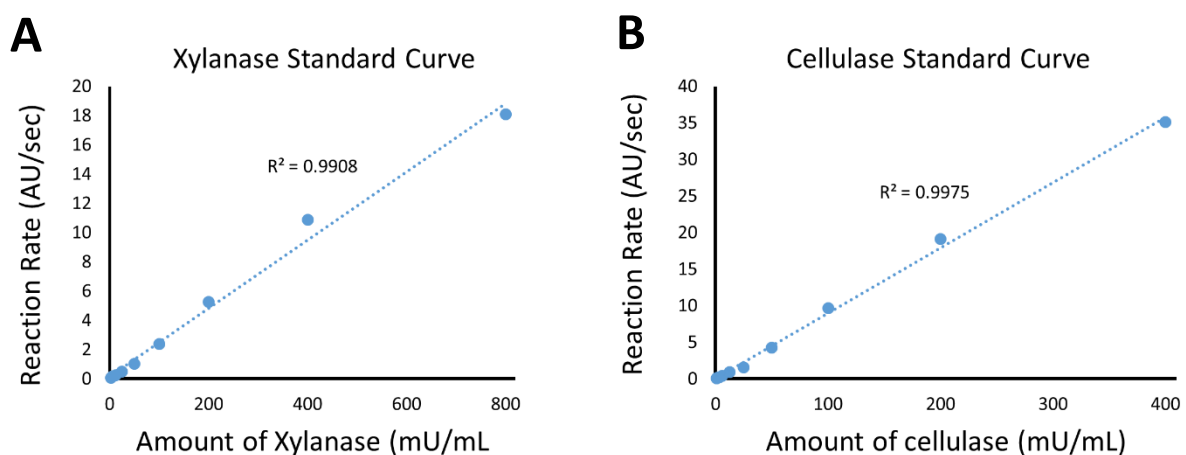 A
Xylanase Standard Curve
Reaction Rate (AU/sec)
20
18
16
14
12
10
8
6
4
2
0
R² = 0.9908
0 200 400 600 800
Amount of Xylanase (mU/mL
B
Cellulase Standard Curve
Reaction Rate (AU/sec)
40
35
30
25
20
15
10
5
0
R² = 0.9975
0 100 200 300 400
Amount of cellulase (mU/mL)